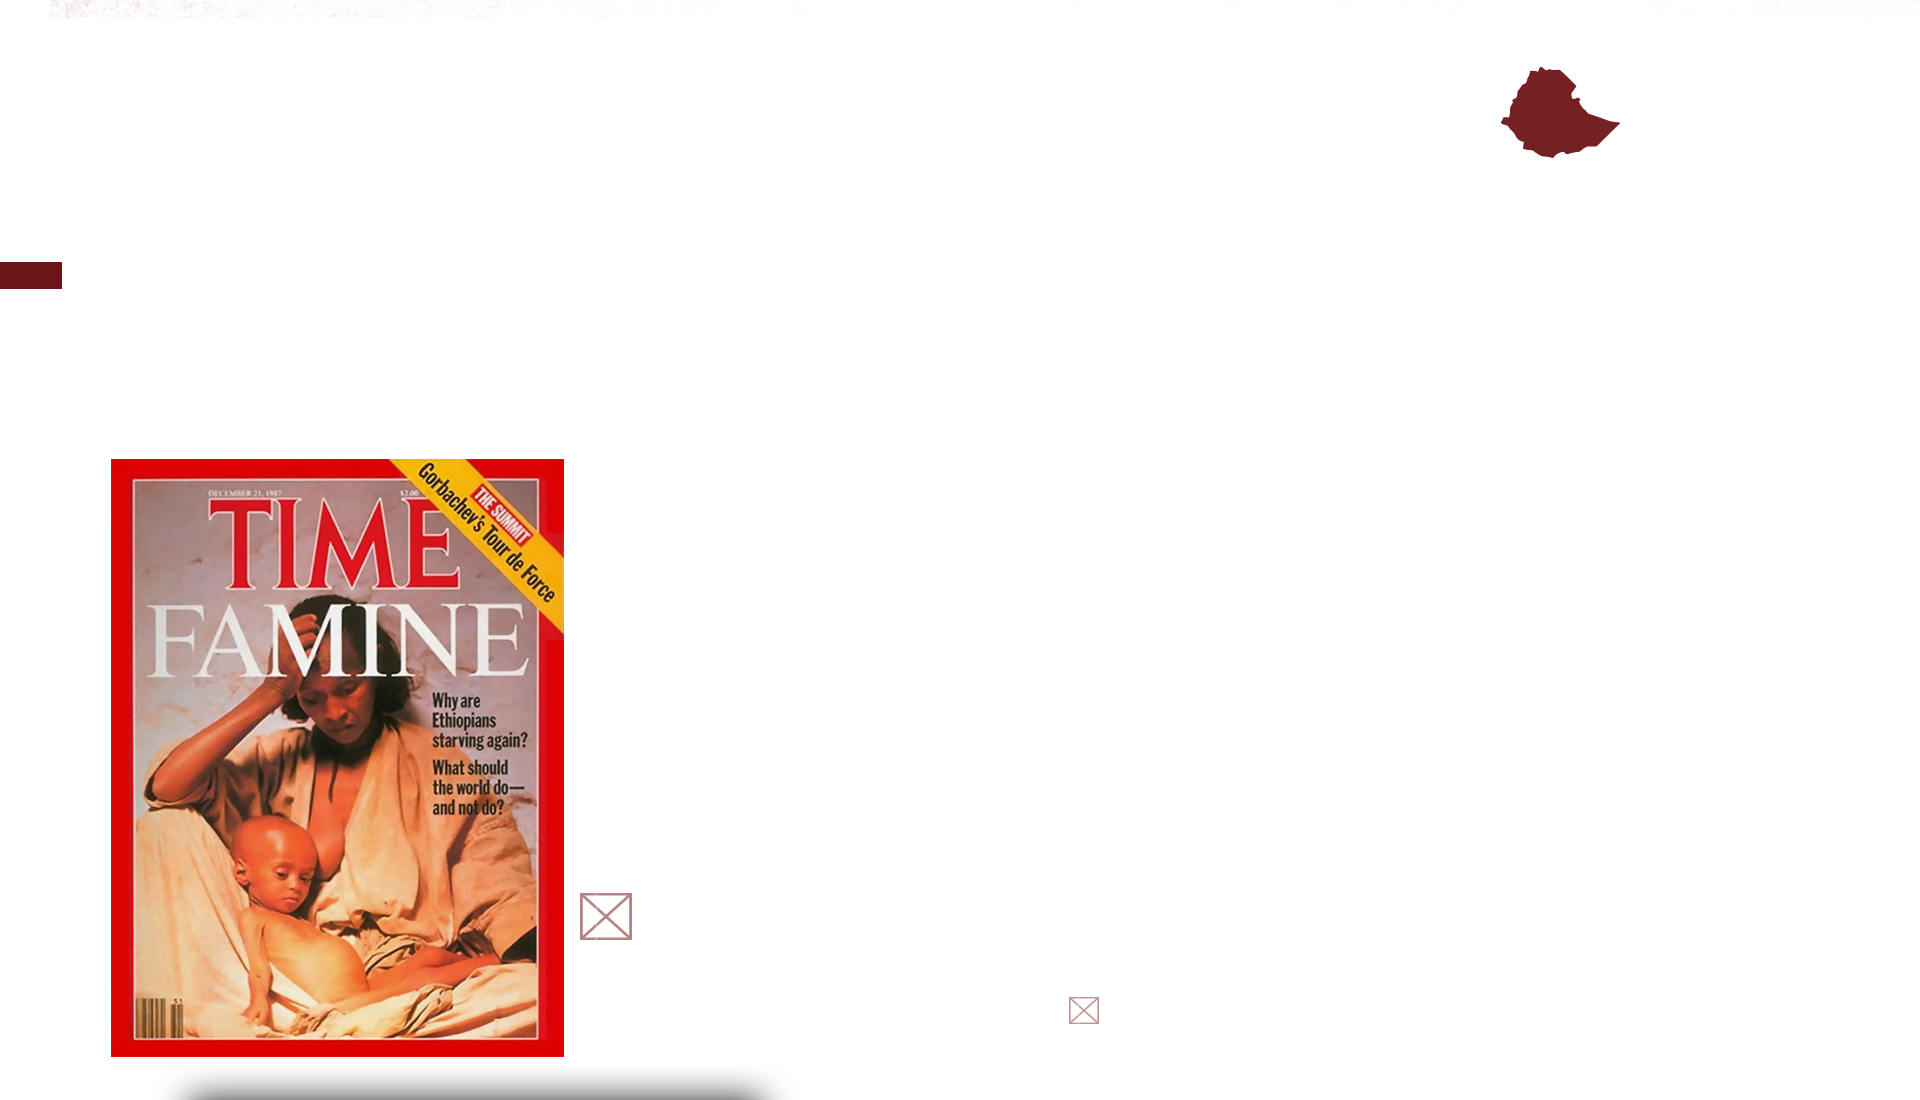 DECEMBER 21, 1987 $2.00
TIME
THE SUMMIT
Gorbachev's Tour de Force
FAMINE
Why are
Ethiopians
starving again?
What should
the world do—
and not do?
51